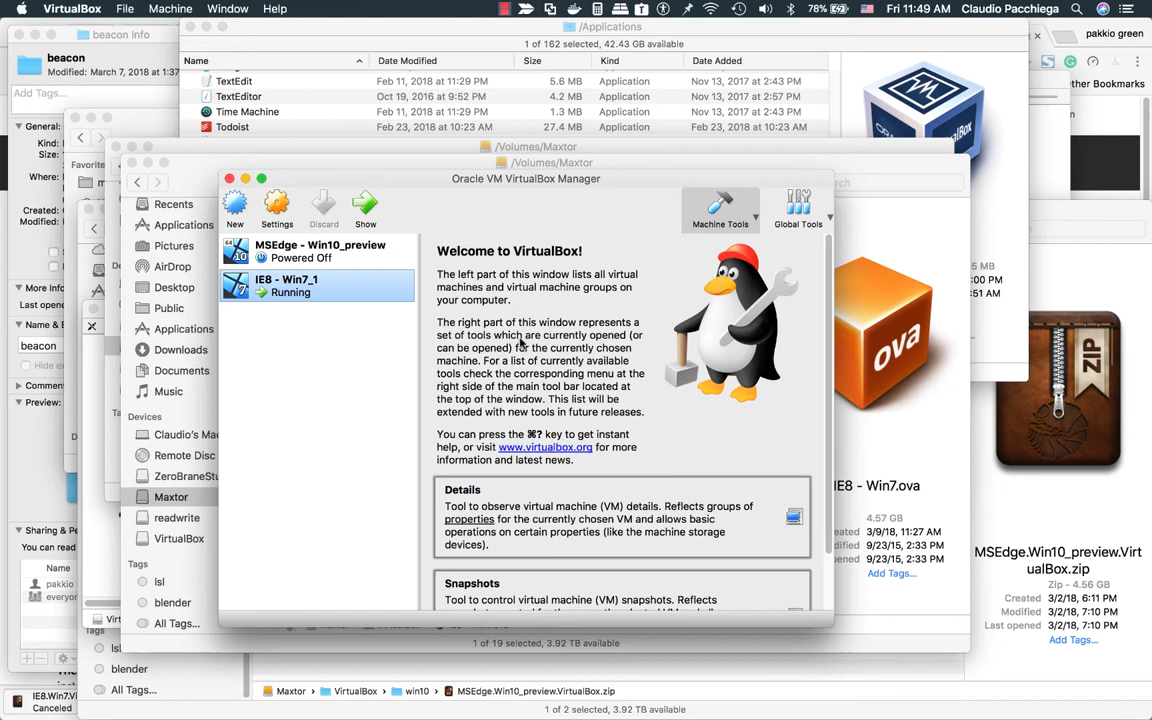 VirtualBox File Machine Window Help
78% Fri 11:49 AM Claudio Pacchiega
beacon Info
/Applications
pakkio green
beacon
Modified: March 7, 2018 at 1:37
Add Tags...
1 of 162 selected, 42.43 GB available
Name Date Modified Size Kind Date Added
TextEdit Feb 11, 2018 at 11:29 PM 5.6 MB Application Nov 13, 2017 at 2:43 PM
TextEditor Oct 19, 2016 at 9:52 PM 4.2 MB Application Nov 13, 2017 at 2:57 PM
Time Machine Feb 11, 2018 at 11:29 PM 1.3 MB Application Nov 13, 2017 at 2:43 PM
Todoist Feb 23, 2018 at 10:23 AM 27.4 MB Application Feb 23, 2018 at 10:23 AM
ther Bookmarks
General:
Kind:
Size:
Where:
Created:
Modified:
More Info
Last opene
Name & E
beacon
Hide ex
Comment
Preview:
Sharing & Pe
You can read
Name
pakkio
everyon
IE8.Win7.Vi
Canceled
/Volumes/Maxtor
/Volumes/Maxtor
rch
Favorite
Recents
Applications
Pictures
AirDrop
Desktop
Public
Applications
Downloads
Documents
Music
Devices
Claudio's Mac
Remote Disc
ZeroBraneStu
Maxtor
readwrite
VirtualBox
Tags
lsl
blender
All Tags...
Tags
lsl
blender
All Tags...
Oracle VM VirtualBox Manager
New Settings Discard Show
Machine Tools Global Tools
MSEdge - Win10_preview
Powered Off
IE8 - Win7_1
Running
Welcome to VirtualBox!
The left part of this window lists all virtual
machines and virtual machine groups on
your computer.
The right part of this window represents a
set of tools which are currently opened (or
can be opened) for the currently chosen
machine. For a list of currently available
tools check the corresponding menu at the
right side of the main tool bar located at
the top of the window. This list will be
extended with new tools in future releases.
You can press the ⌘? key to get instant
help, or visit www.virtualbox.org for more
information and latest news.
Details
Tool to observe virtual machine (VM) details. Reflects groups of
properties for the currently chosen VM and allows basic
operations on certain properties (like the machine storage
devices).
Snapshots
Tool to control virtual machine (VM) snapshots. Reflects
1 of 19 selected, 3.92 TB available
ova
IE8 - Win7.ova
4.57 GB
eated 3/9/18, 11:27 AM
dified 9/23/15, 2:33 PM
ened 9/23/15, 2:33 PM
Add Tags...
5 MB
:00 PM
:51 AM
ZIP
MSEdge.Win10_preview.Virt
ualBox.zip
Zip - 4.56 GB
Created 3/2/18, 6:11 PM
Modified 3/2/18, 7:10 PM
Last opened 3/2/18, 7:10 PM
Add Tags...
Maxtor › VirtualBox › win10 › MSEdge.Win10_preview.VirtualBox.zip
1 of 2 selected, 3.92 TB available